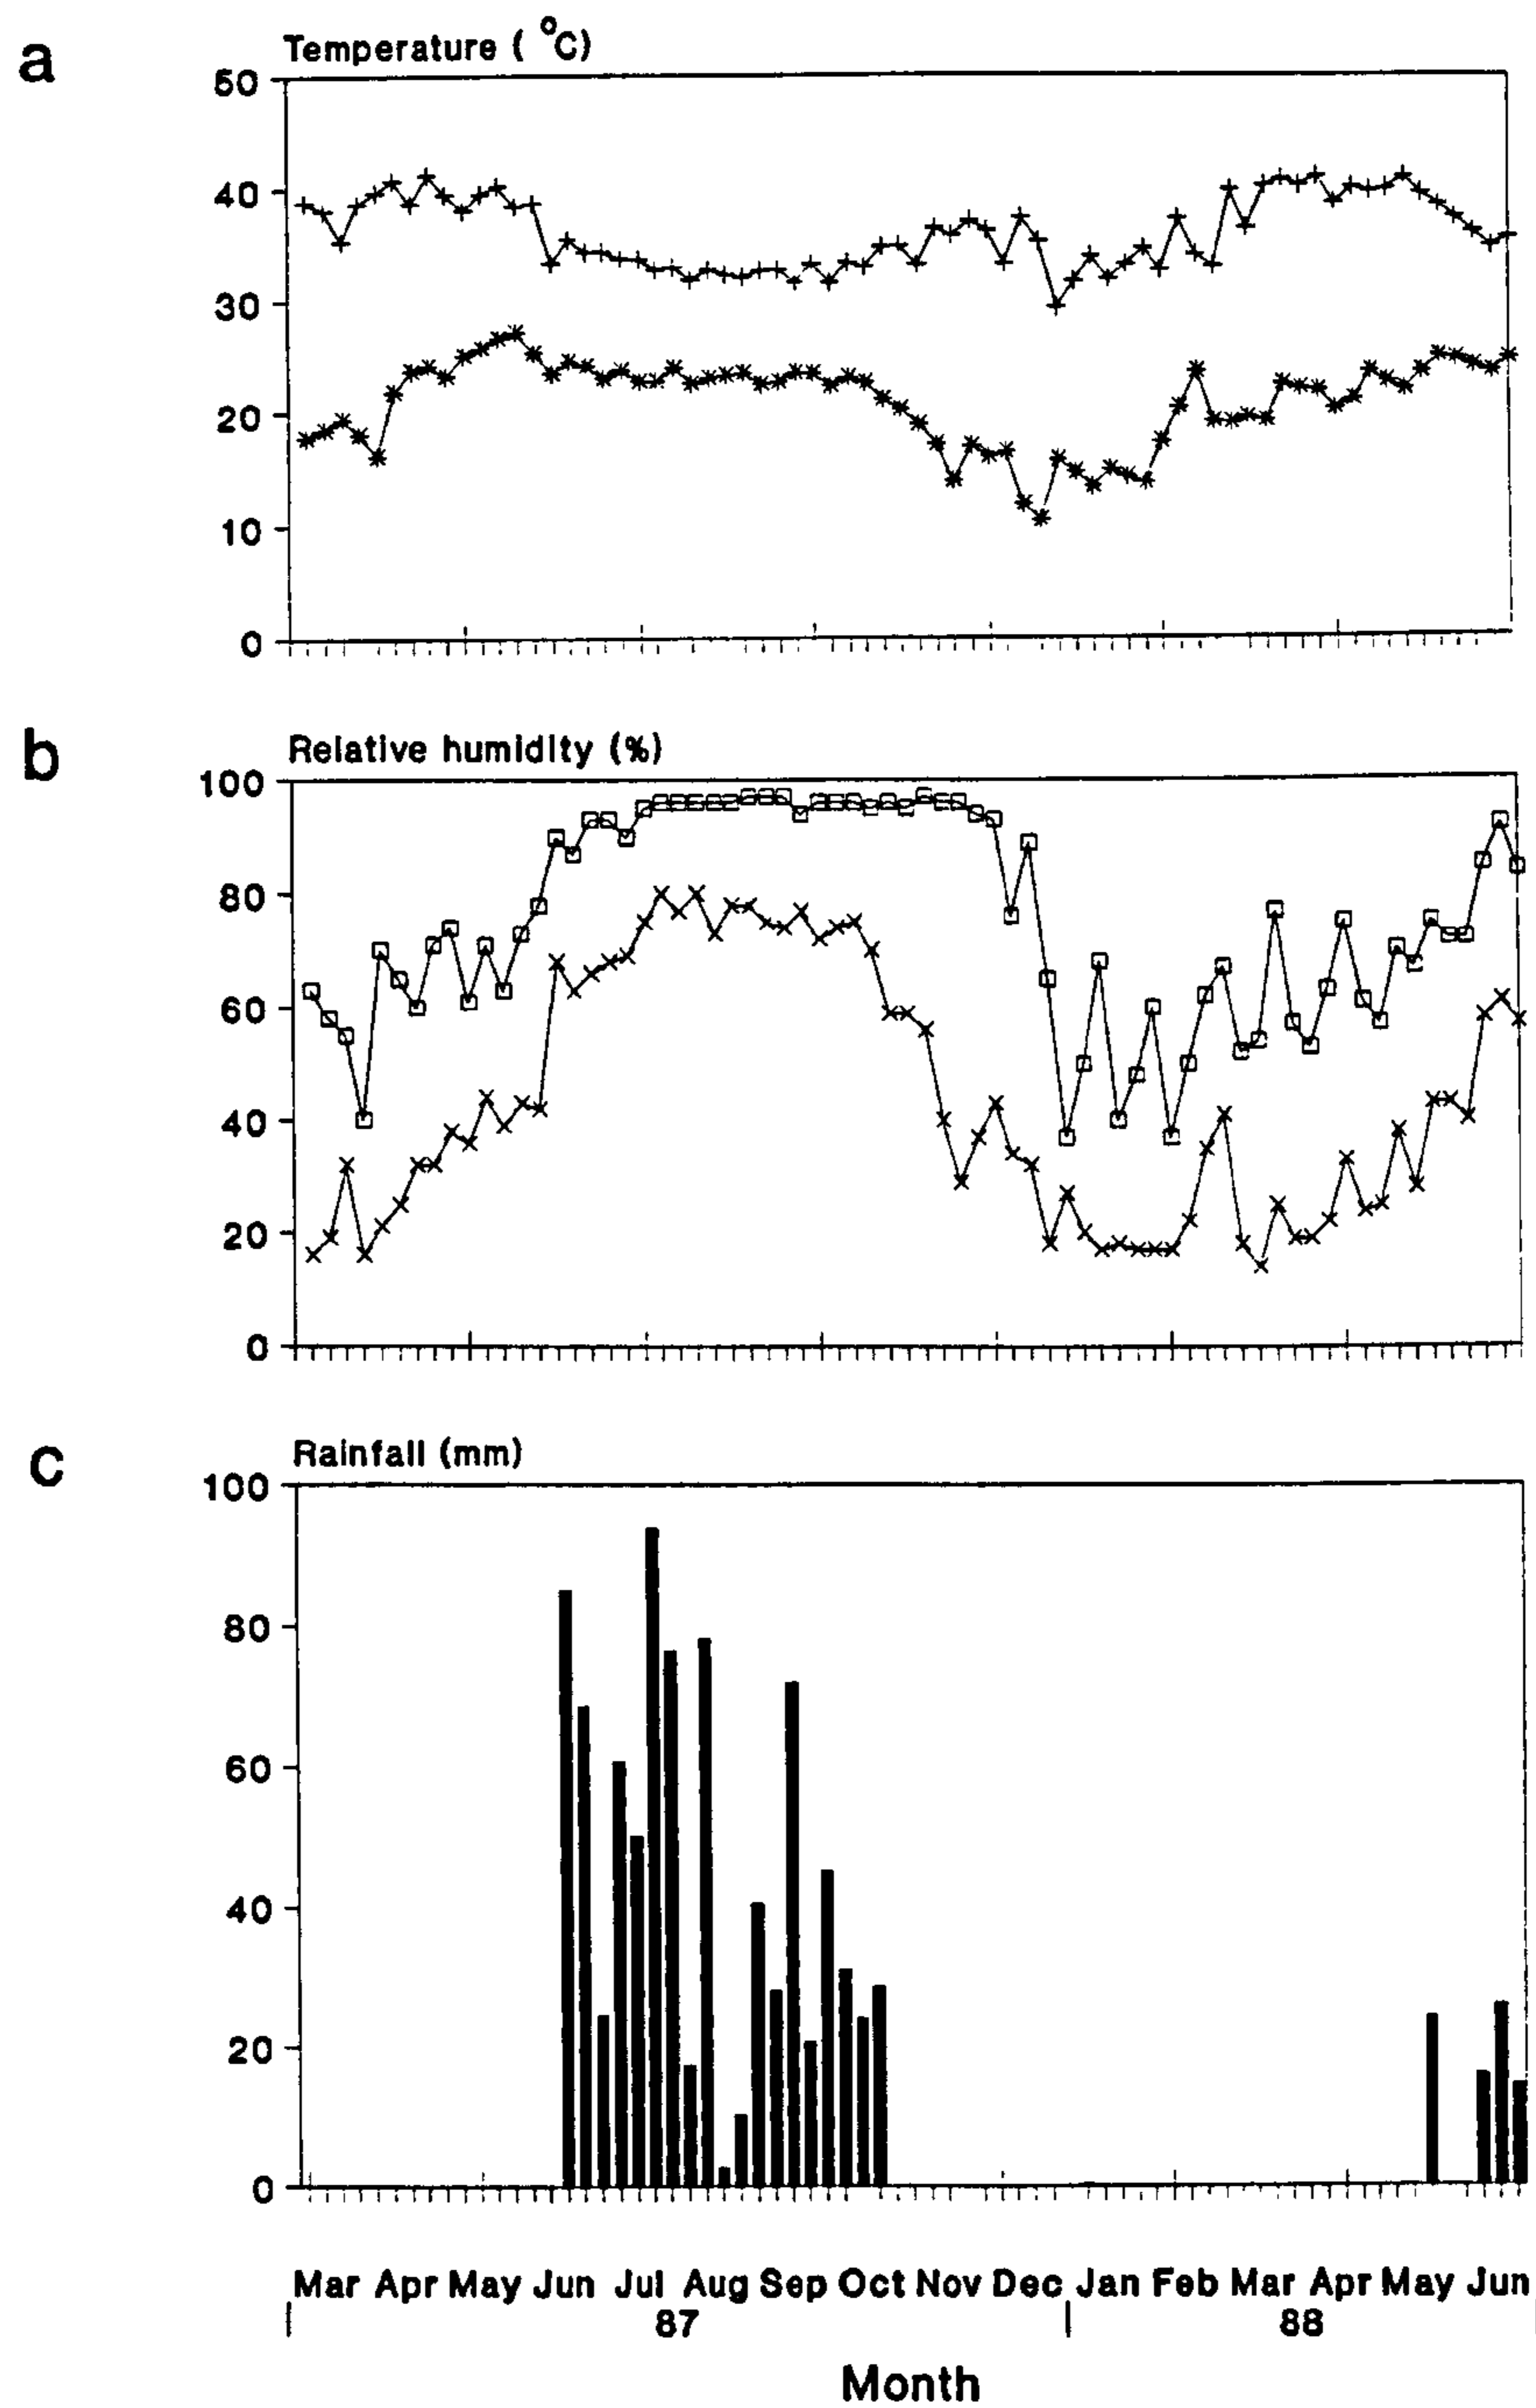 a
Temperature ( °C)
50
40
30
20
10
0
b
Relative humidity (%)
100
80
60
40
20
0
c
Rainfall (mm)
100
80
60
40
20
0
Mar Apr May Jun Jul Aug Sep Oct Nov Dec Jan Feb Mar Apr May Jun
87 88
Month